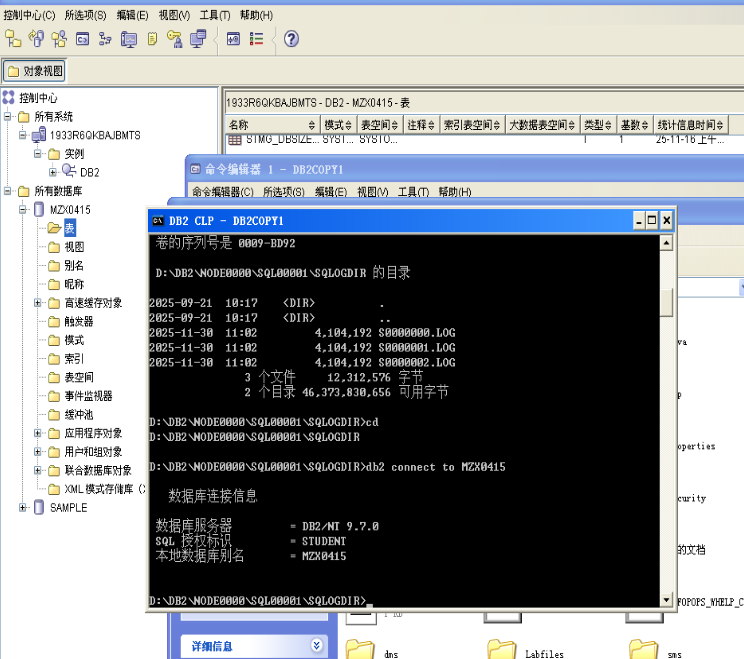 控制中心(C) 所选项(S) 编辑(E) 视图(V) 工具(T) 帮助(H)
对象视图
控制中心
所有系统
1933R6QKBAJBMTS
实例
DB2
所有数据库
MZX0415
表
视图
别名
昵称
高速缓存对象
触发器
模式
索引
表空间
事件监视器
缓冲池
应用程序对象
用户和组对象
联合数据库对象
XML 模式存储库
SAMPLE
1933R6QKBAJBMTS - DB2 - MZX0415 - 表
名称 模式 表空间 注释 索引表空间 大数据表空间 类型 基数 统计信息时间
STMG_DBSIZE... SYST... SYSTO... T 1 25-11-16 上午...
命令编辑器 1 - DB2COPY1
命令编辑器(C) 所选项(S) 编辑(E) 视图(V) 工具(T) 帮助(H)
DB2 CLP - DB2COPY1
卷的序列号是 0009-BD92
D:\DB2\NODE0000\SQL00001\SQLOGDIR 的目录
2025-09-21 10:17 <DIR> .
2025-09-21 10:17 <DIR> ..
2025-11-30 11:02 4,104,192 S0000000.LOG
2025-11-30 11:02 4,104,192 S0000001.LOG
2025-11-30 11:02 4,104,192 S0000002.LOG
3 个文件 12,312,576 字节
2 个目录 46,373,830,656 可用字节
D:\DB2\NODE0000\SQL00001\SQLOGDIR>cd
D:\DB2\NODE0000\SQL00001\SQLOGDIR
D:\DB2\NODE0000\SQL00001\SQLOGDIR>db2 connect to MZX0415
数据库连接信息
数据库服务器 = DB2/NT 9.7.0
SQL 授权标识 = STUDENT
本地数据库别名 = MZX0415
D:\DB2\NODE0000\SQL00001\SQLOGDIR>_
va
p
operties
curity
的文档
POPOPS_WHELP_C
详细信息
dns
Labfiles
sms